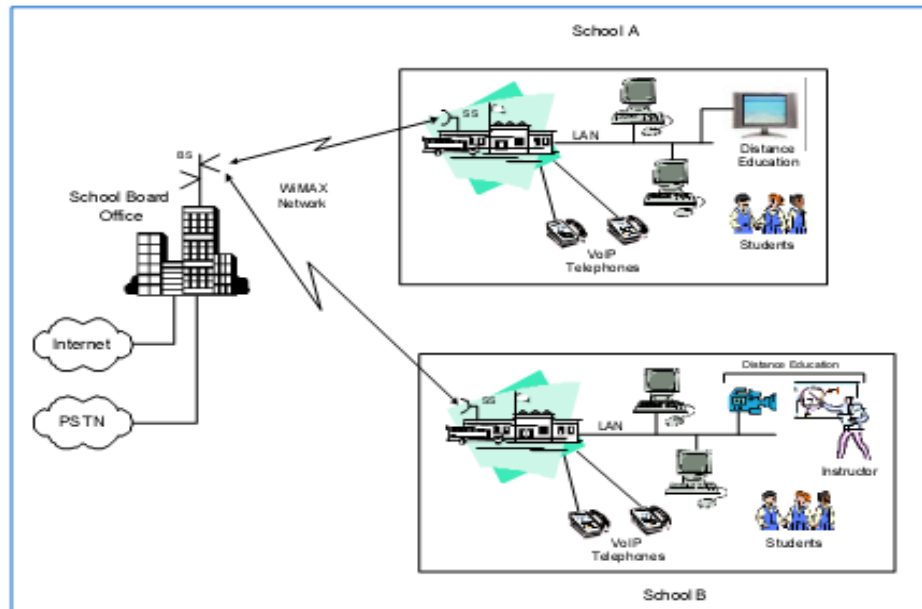 School A
SS
LAN
Distance
Education
VoIP
Telephones
Students
BS
School Board
Office
WiMAX
Network
Internet
PSTN
Distance Education
SS
LAN
Instructor
VoIP
Telephones
Students
School B